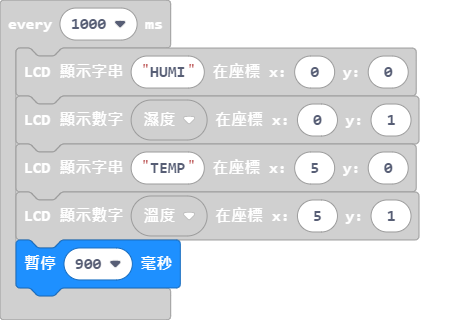 every 1000 ms
LCD 顯示字串 "HUMI" 在座標 x: 0 y: 0
LCD 顯示數字 濕度 在座標 x: 0 y: 1
LCD 顯示字串 "TEMP" 在座標 x: 5 y: 0
LCD 顯示數字 溫度 在座標 x: 5 y: 1
暫停 900 毫秒